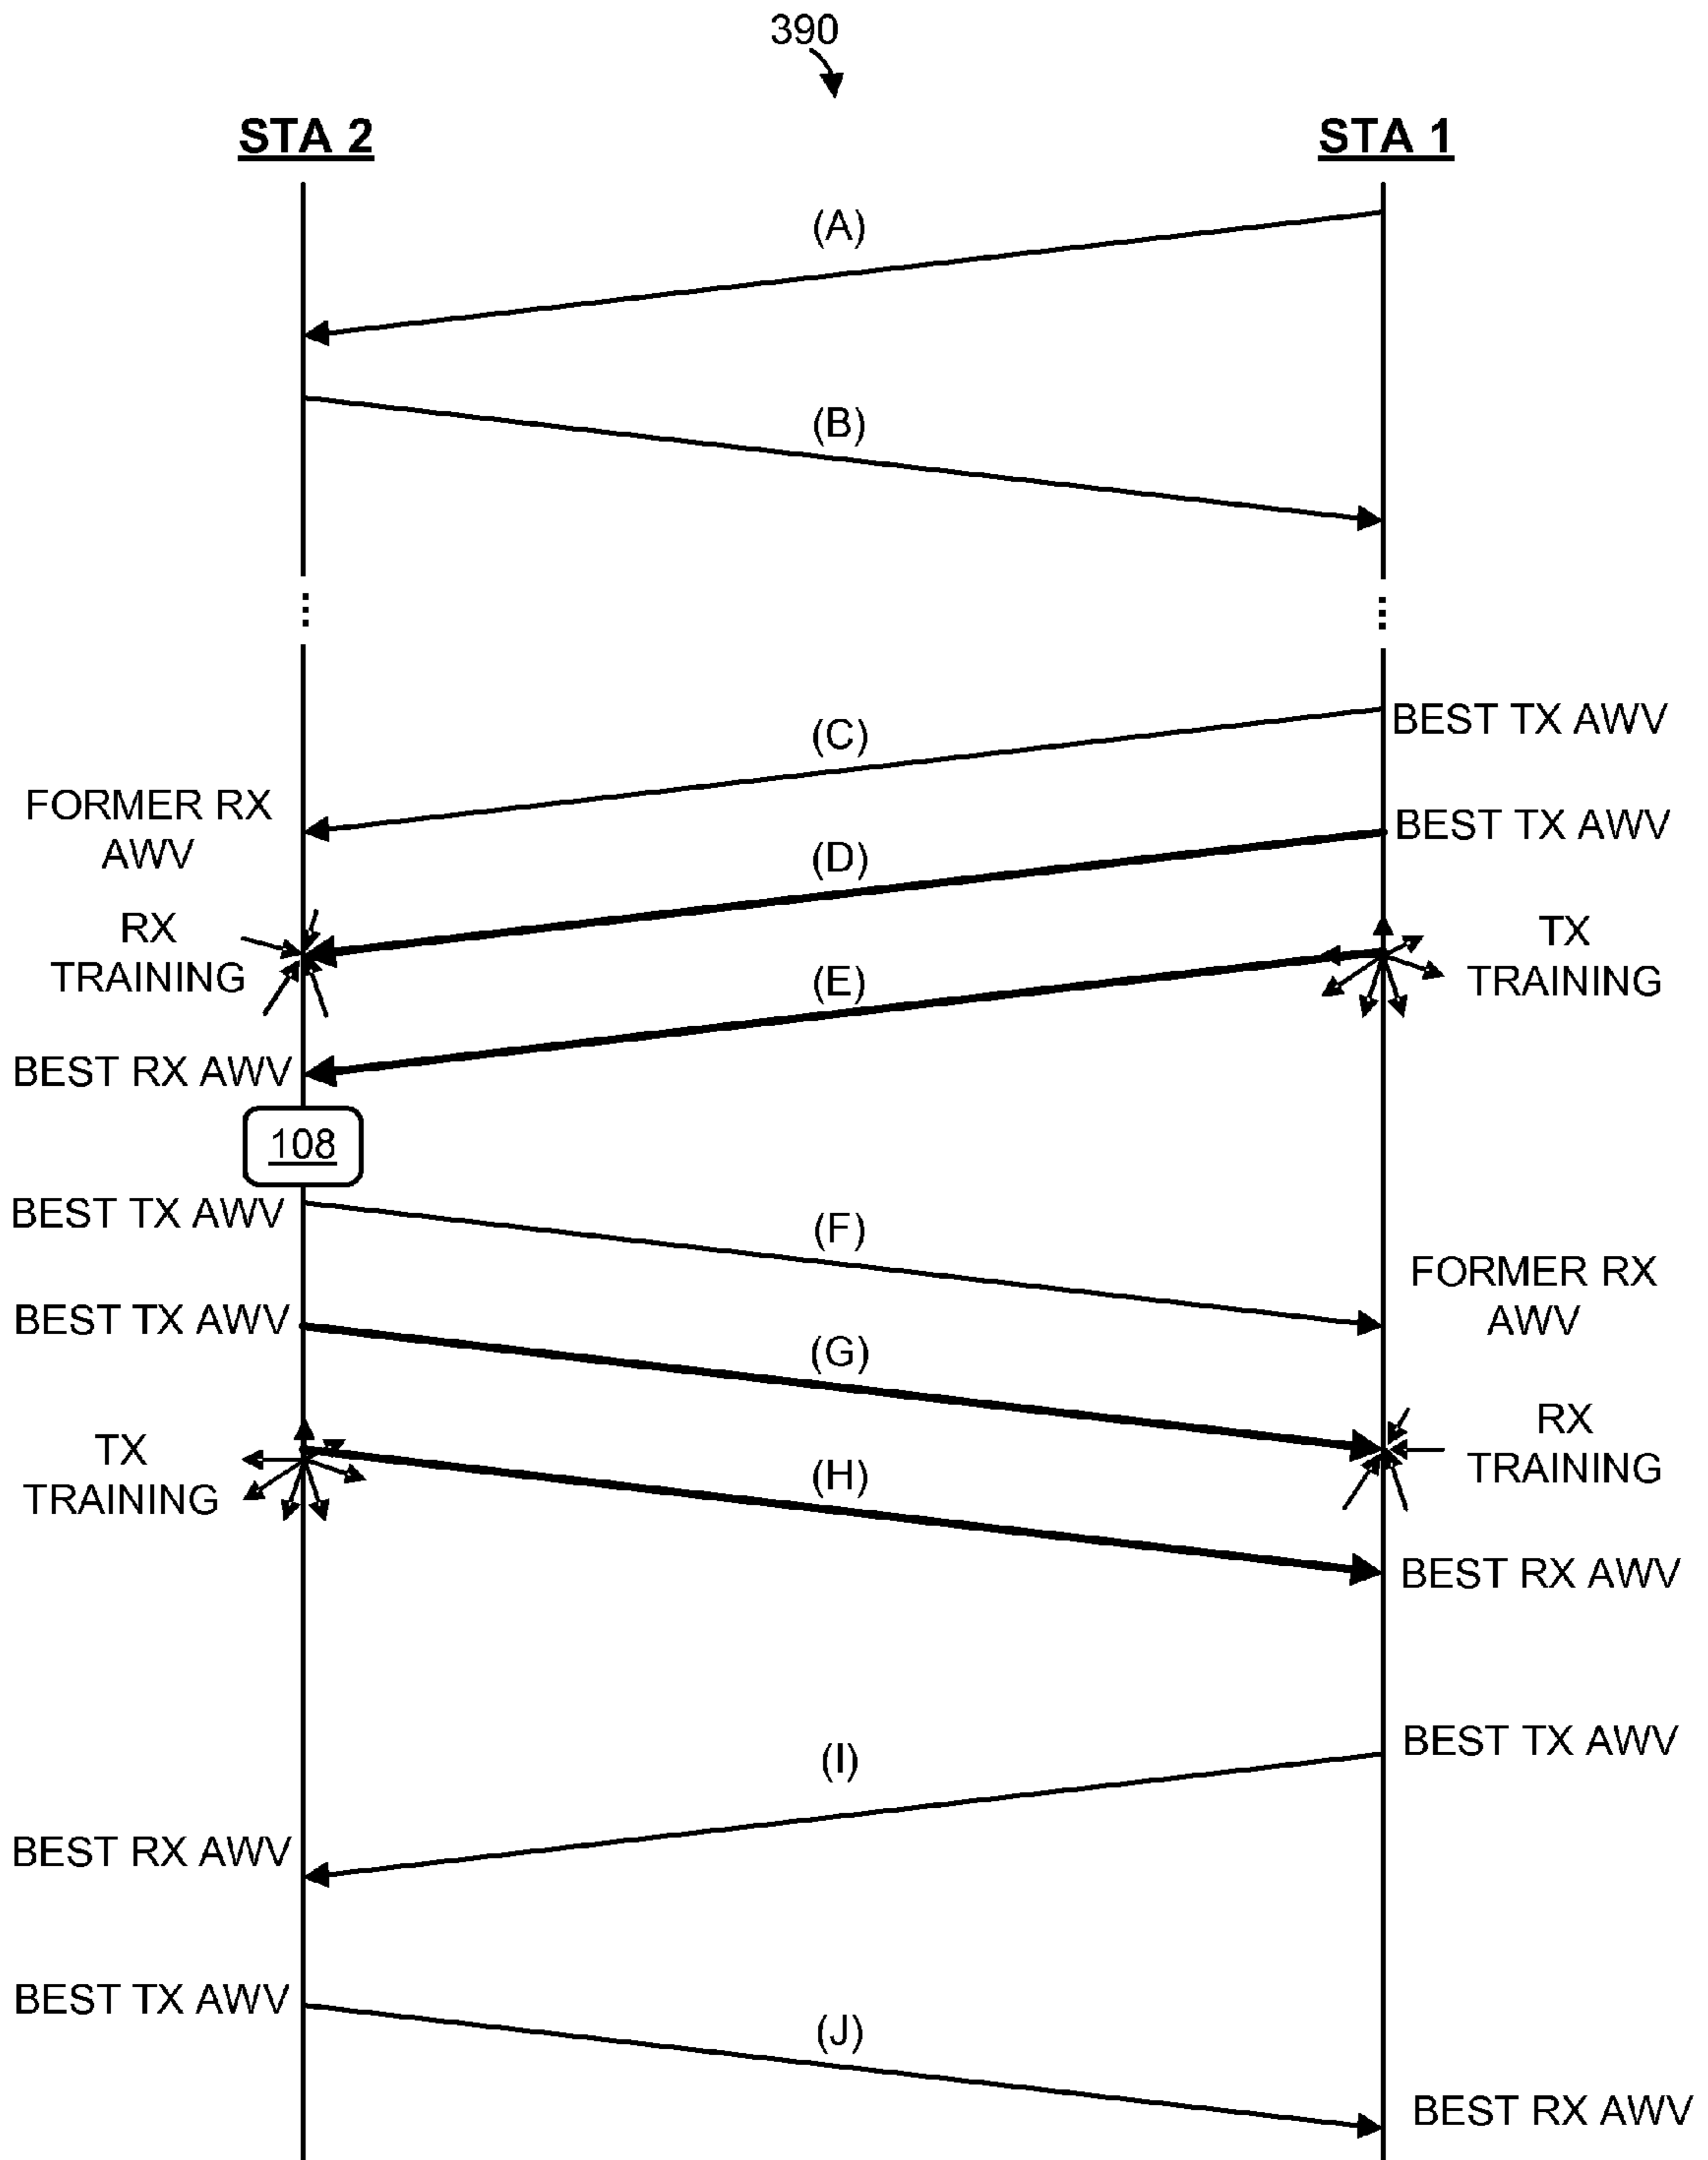 390
STA 2
STA 1
(A)
(B)
⋮
⋮
(C)
BEST TX AWV
FORMER RX
AWV
BEST TX AWV
(D)
RX
TRAINING
TX
TRAINING
(E)
BEST RX AWV
108
BEST TX AWV
(F)
FORMER RX
AWV
BEST TX AWV
(G)
TX
TRAINING
RX
TRAINING
(H)
BEST RX AWV
BEST TX AWV
(I)
BEST RX AWV
BEST TX AWV
(J)
BEST RX AWV